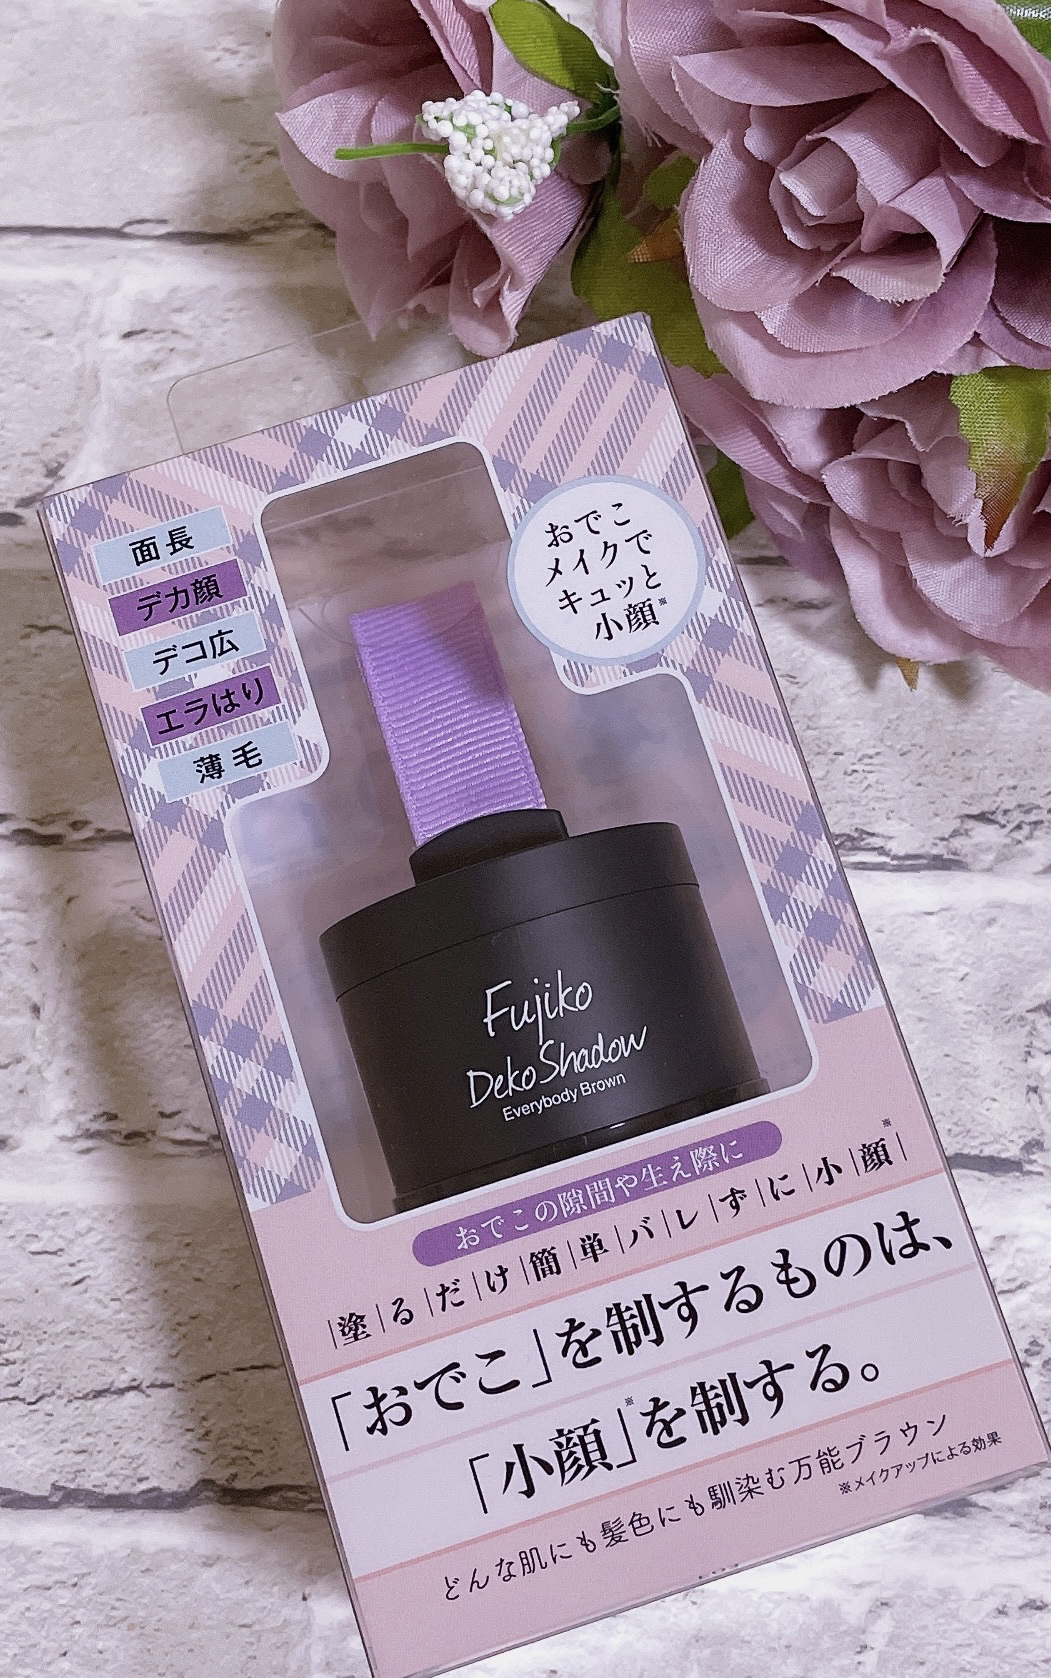 面長
デカ顔
デコ広
エラはり
薄毛
おでこ
メイクで
キュッと
小顔※
Fujiko
Deko Shadow
Everybody Brown
おでこの隙間や生え際に
塗るだけ簡単バレずに小顔※
「おでこ」を制するものは、
「小顔※」を制する。
どんな肌にも髪色にも馴染む万能ブラウン
※メイクアップによる効果